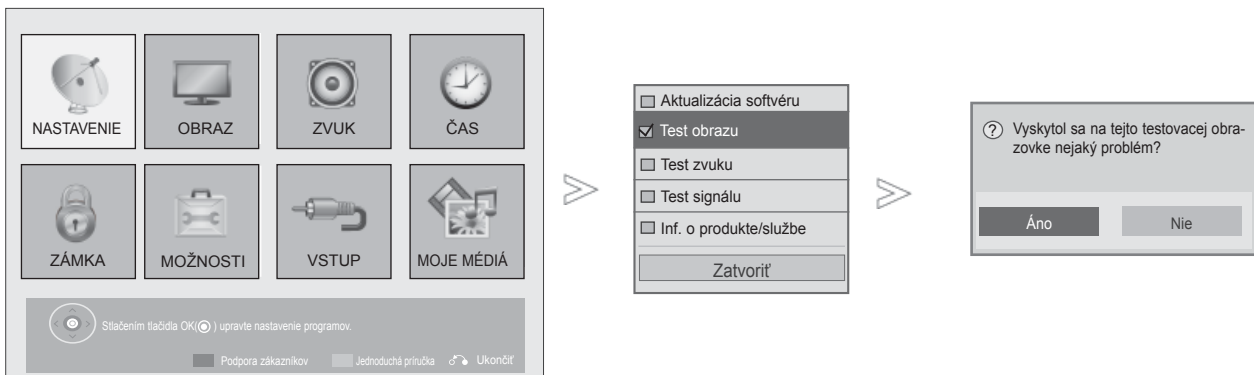 NASTAVENIE
OBRAZ
ZVUK
ČAS
ZÁMKA
MOŽNOSTI
VSTUP
MOJE MÉDIÁ
Stlačením tlačidla OK( ) upravte nastavenie programov.
Podpora zákazníkov
Jednoduchá príručka
Ukončiť
Aktualizácia softvéru
Test obrazu
Test zvuku
Test signálu
Inf. o produkte/službe
Zatvoriť
? Vyskytol sa na tejto testovacej obra-
zovke nejaký problém?
Áno
Nie